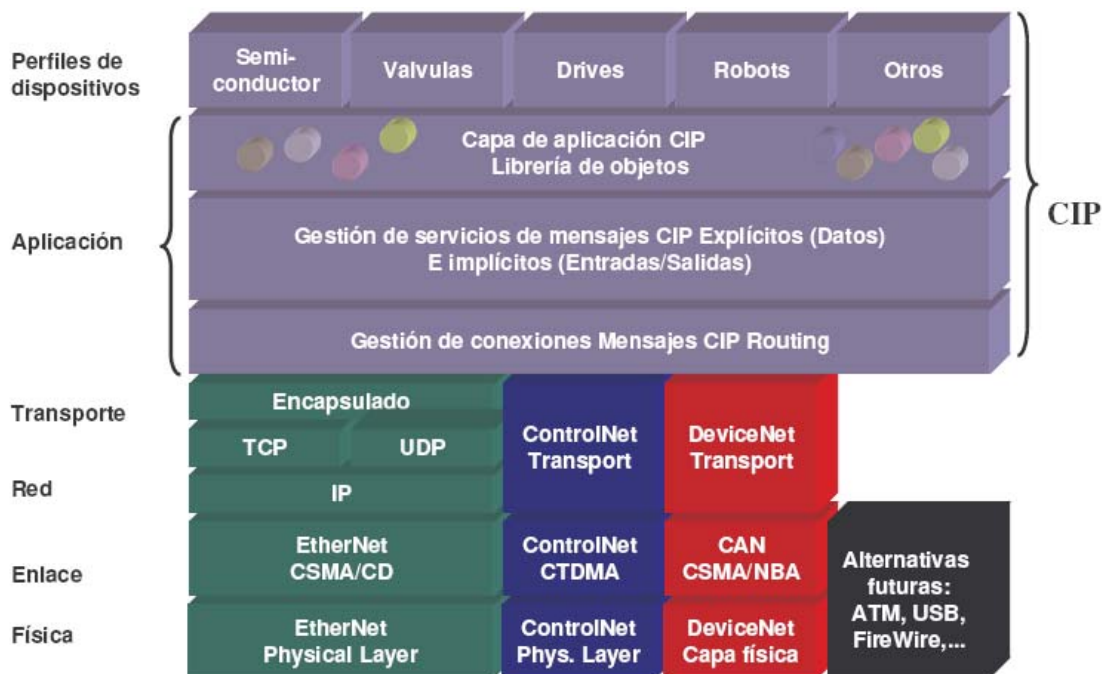 Perfiles de
dispositivos
Semi-
conductor
Valvulas
Drives
Robots
Otros
Capa de aplicación CIP
Librería de objetos
Aplicación
Gestión de servicios de mensajes CIP Explícitos (Datos)
E implícitos (Entradas/Salidas)
CIP
Gestión de conexiones Mensajes CIP Routing
Transporte
Encapsulado
TCP
UDP
ControlNet
Transport
DeviceNet
Transport
Red
IP
Enlace
EtherNet
CSMA/CD
ControlNet
CTDMA
CAN
CSMA/NBA
Alternativas
futuras:
ATM, USB,
FireWire,...
Física
EtherNet
Physical Layer
ControlNet
Phys. Layer
DeviceNet
Capa física